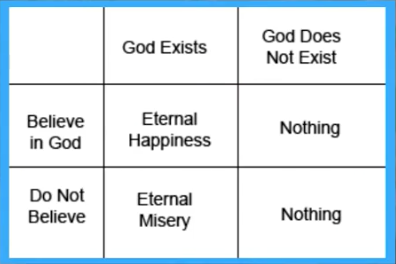 God Exists
God Does
Not Exist
Believe
in God
Eternal
Happiness
Nothing
Do Not
Believe
Eternal
Misery
Nothing